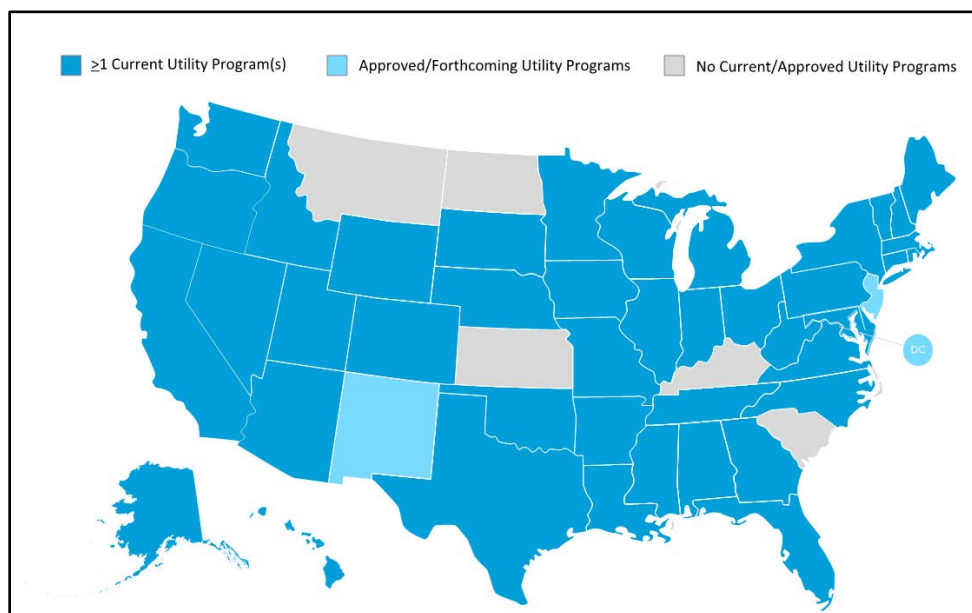 ≥1 Current Utility Program(s)
Approved/Forthcoming Utility Programs
No Current/Approved Utility Programs
DC